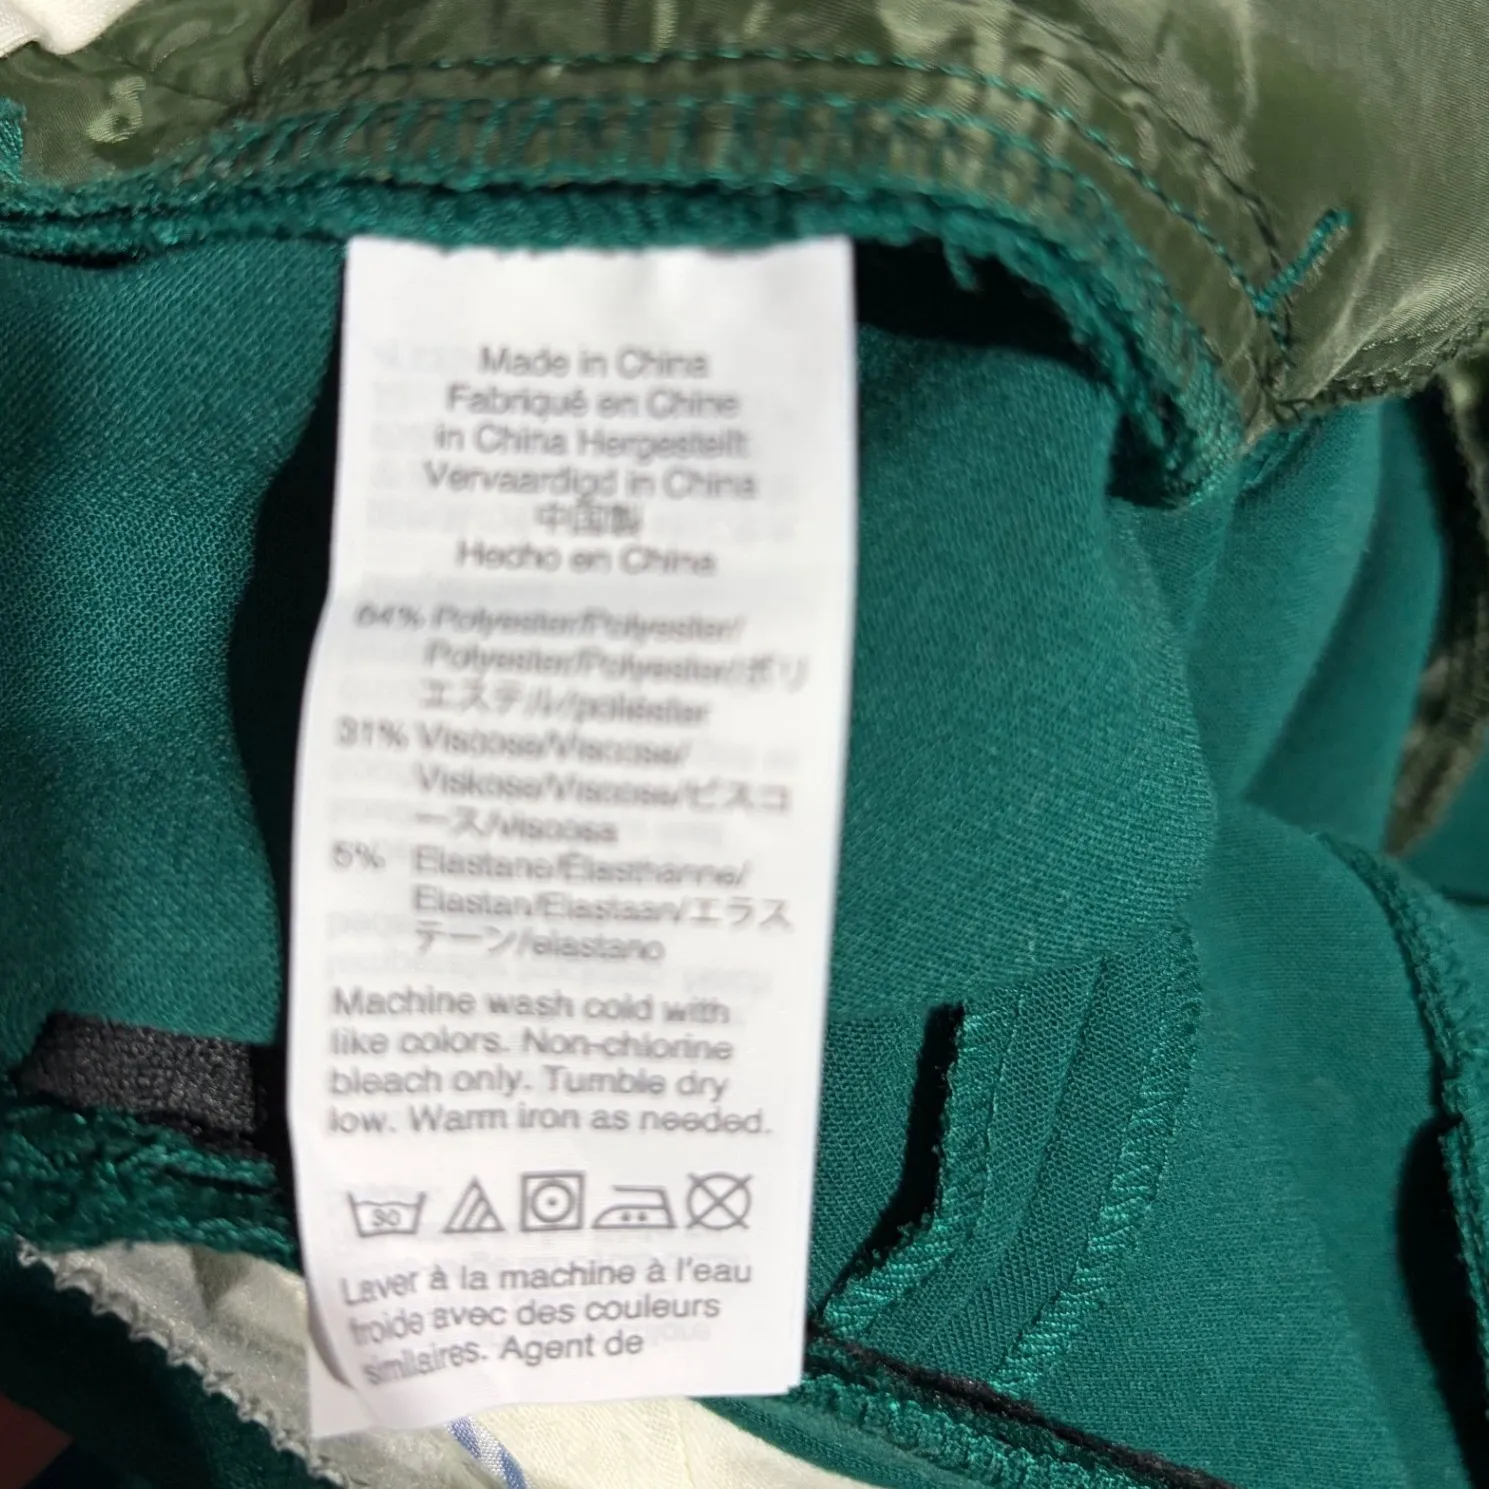 Made in China
Fabriqué en Chine
in China Hergestellt
Vervaardigd in China
中国製
Hecho en China
64% Polyester/Polyester/
Polyester/Polyester/ポリ
エステル/poliéster
31% Viscose/Viscose/
Viskose/Viscose/ビスコ
ース/viscosa
5% Elastane/Élasthanne/
Elastan/Elastaan/エラス
テーン/elastano
Machine wash cold with
like colors. Non-chlorine
bleach only. Tumble dry
low. Warm iron as needed.
30
Laver à la machine à l'eau
froide avec des couleurs
similaires. Agent de